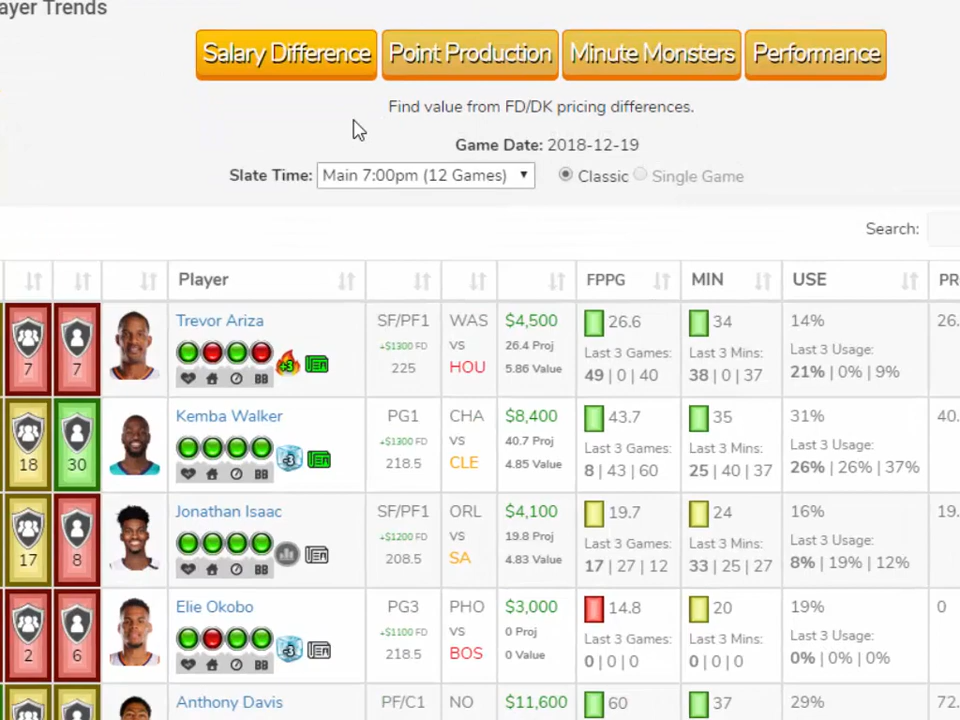 ayer Trends
Salary Difference Point Production Minute Monsters Performance
Find value from FD/DK pricing differences.
Game Date: 2018-12-19
Slate Time: Main 7:00pm (12 Games) Classic Single Game
Search:
Player FPPG MIN USE PR
7 7 Trevor Ariza SF/PF1 WAS $4,500 26.6 34 14% 26.
+$1300 FD vs 26.4 Proj Last 3 Games: Last 3 Mins: Last 3 Usage:
+3 BB 225 HOU 5.86 Value 49 | 0 | 40 38 | 0 | 37 21% | 0% | 9%
18 30 Kemba Walker PG1 CHA $8,400 43.7 35 31% 40.
+$1300 FD vs 40.7 Proj Last 3 Games: Last 3 Mins: Last 3 Usage:
-3 BB 218.5 CLE 4.85 Value 8 | 43 | 60 25 | 40 | 37 26% | 26% | 37%
17 8 Jonathan Isaac SF/PF1 ORL $4,100 19.7 24 16% 19.
+$1200 FD vs 19.8 Proj Last 3 Games: Last 3 Mins: Last 3 Usage:
BB 208.5 SA 4.83 Value 17 | 27 | 12 33 | 25 | 27 8% | 19% | 12%
2 6 Elie Okobo PG3 PHO $3,000 14.8 20 19% 0
+$1100 FD vs 0 Proj Last 3 Games: Last 3 Mins: Last 3 Usage:
-3 BB 218.5 BOS 0 Value 0 | 0 | 0 0 | 0 | 0 0% | 0% | 0%
Anthony Davis PF/C1 NO $11,600 60 37 29% 72.